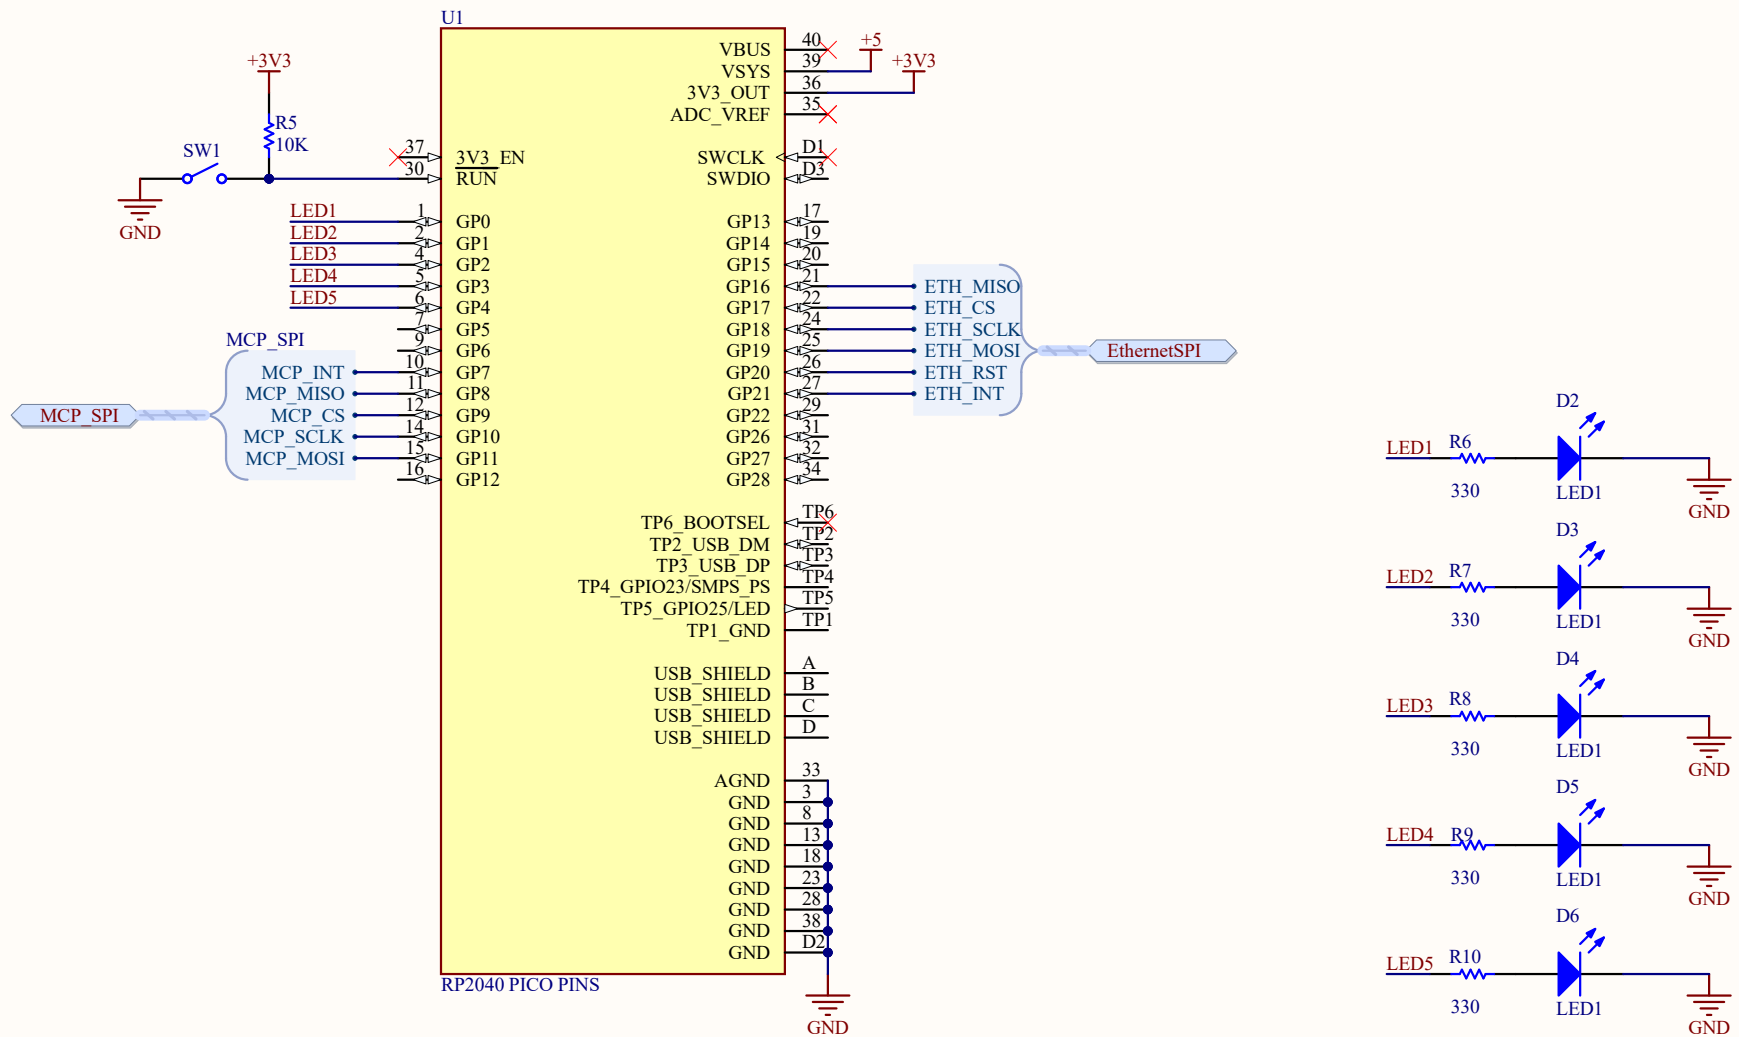 U1
+3V3
R5
10K
SW1
GND
37 3V3_EN
30 RUN
LED1 1 GP0
LED2 2 GP1
LED3 4 GP2
LED4 5 GP3
LED5 6 GP4
7 GP5
9 GP6
MCP_SPI
MCP_INT 10 GP7
MCP_MISO 11 GP8
MCP_SPI MCP_CS 12 GP9
MCP_SCLK 14 GP10
MCP_MOSI 15 GP11
16 GP12
VBUS 40
+5
VSYS 39
+3V3
3V3_OUT 36
ADC_VREF 35
SWCLK D1
SWDIO D3
GP13 17
GP14 19
GP15 20
GP16 21 ETH_MISO
GP17 22 ETH_CS
GP18 24 ETH_SCLK
GP19 25 ETH_MOSI EthernetSPI
GP20 26 ETH_RST
GP21 27 ETH_INT
GP22 29
GP26 31
GP27 32
GP28 34
TP6_BOOTSEL TP6
TP2_USB_DM TP2
TP3_USB_DP TP3
TP4_GPIO23/SMPS_PS TP4
TP5_GPIO25/LED TP5
TP1_GND TP1
USB_SHIELD A
USB_SHIELD B
USB_SHIELD C
USB_SHIELD D
AGND 33
GND 3
GND 8
GND 13
GND 18
GND 23
GND 28
GND 38
GND D2
RP2040 PICO PINS
GND
D2
LED1 R6
330 LED1
GND
D3
LED2 R7
330 LED1
GND
D4
LED3 R8
330 LED1
GND
D5
LED4 R9
330 LED1
GND
D6
LED5 R10
330 LED1
GND